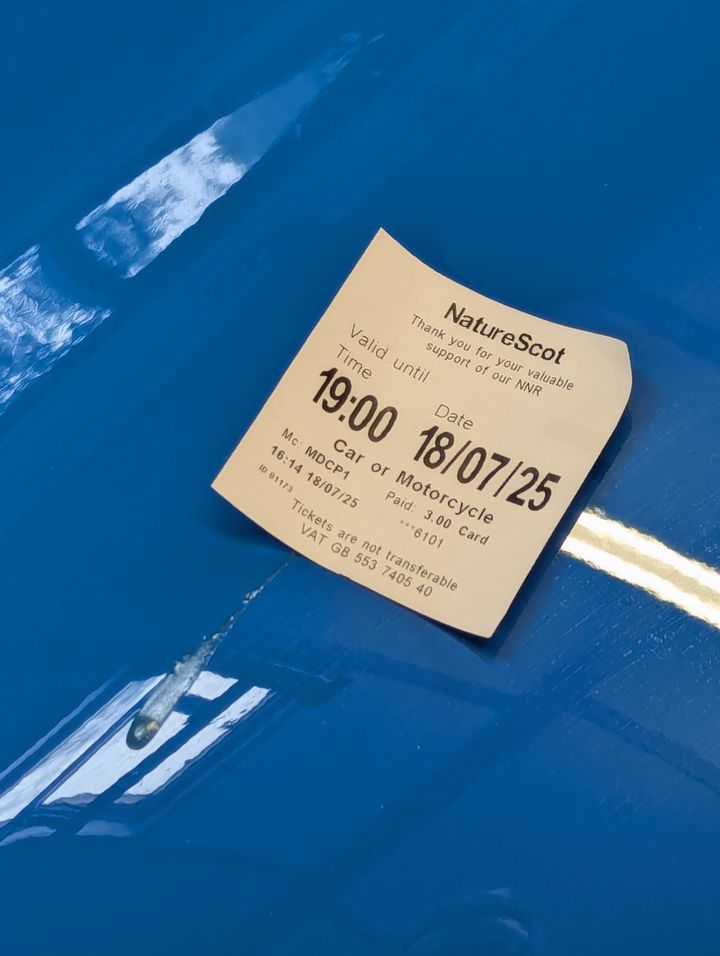 NatureScot
Thank you for your valuable
support of our NNR
Valid until
Time Date
19:00 18/07/25
Car or Motorcycle
Mc: MDCP1 Paid: 3.00 Card
16:14 18/07/25 ***6101
ID 01173
Tickets are not transferable
VAT GB 553 7405 40